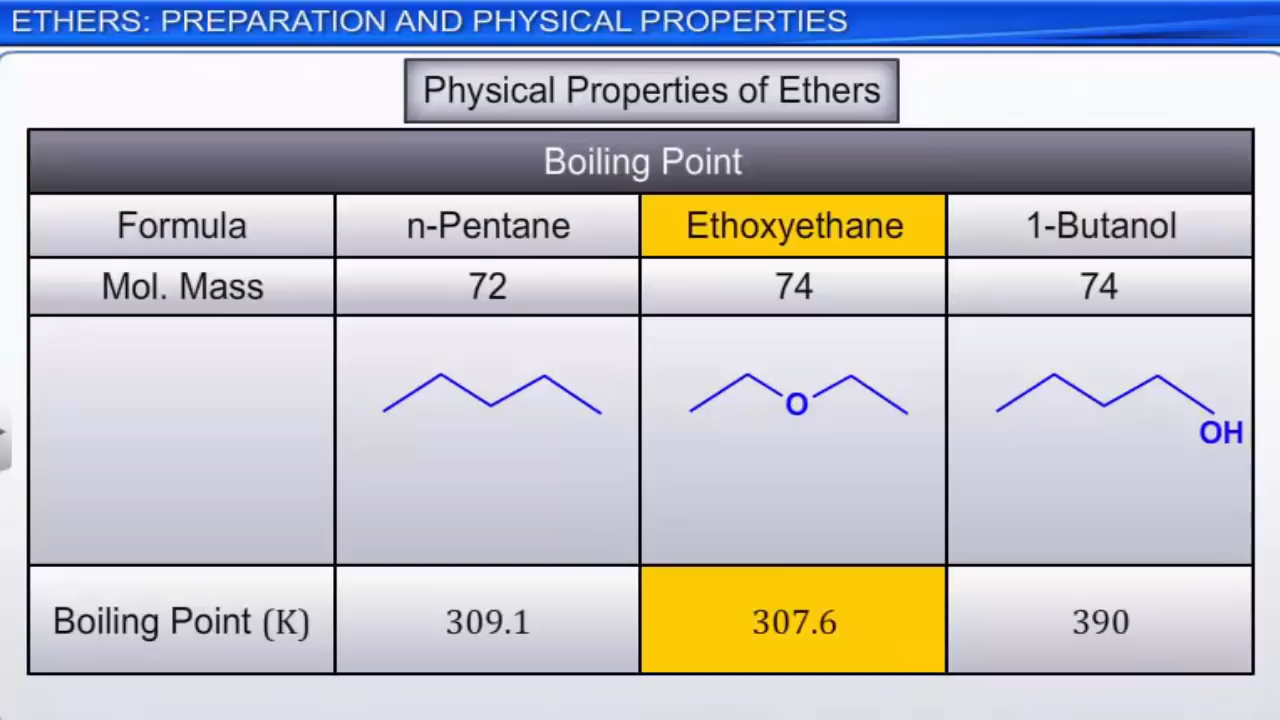 ETHERS: PREPARATION AND PHYSICAL PROPERTIES
Physical Properties of Ethers
Boiling Point
Formula n-Pentane Ethoxyethane 1-Butanol
Mol. Mass 72 74 74
O
OH
Boiling Point (K) 309.1 307.6 390